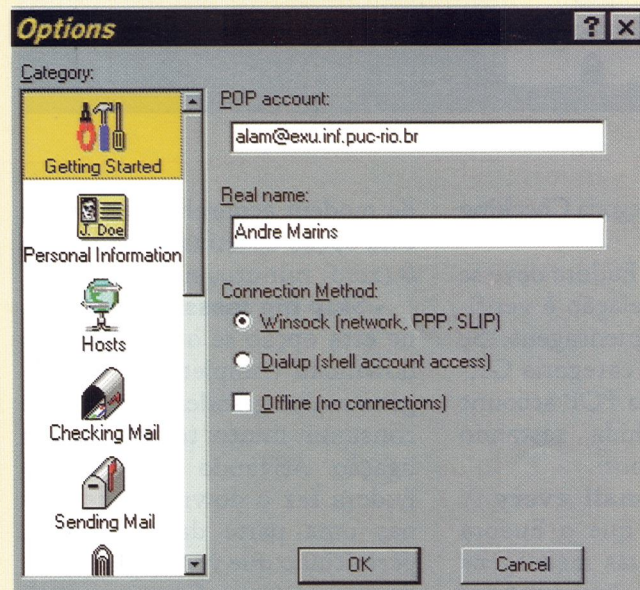 Options
Category:
Getting Started
J. Doe
Personal Information
Hosts
Checking Mail
Sending Mail
POP account:
alam@exu.inf.puc-rio.br
Real name:
Andre Marins
Connection Method:
Winsock (network, PPP, SLIP)
Dialup (shell account access)
Offline (no connections)
OK
Cancel